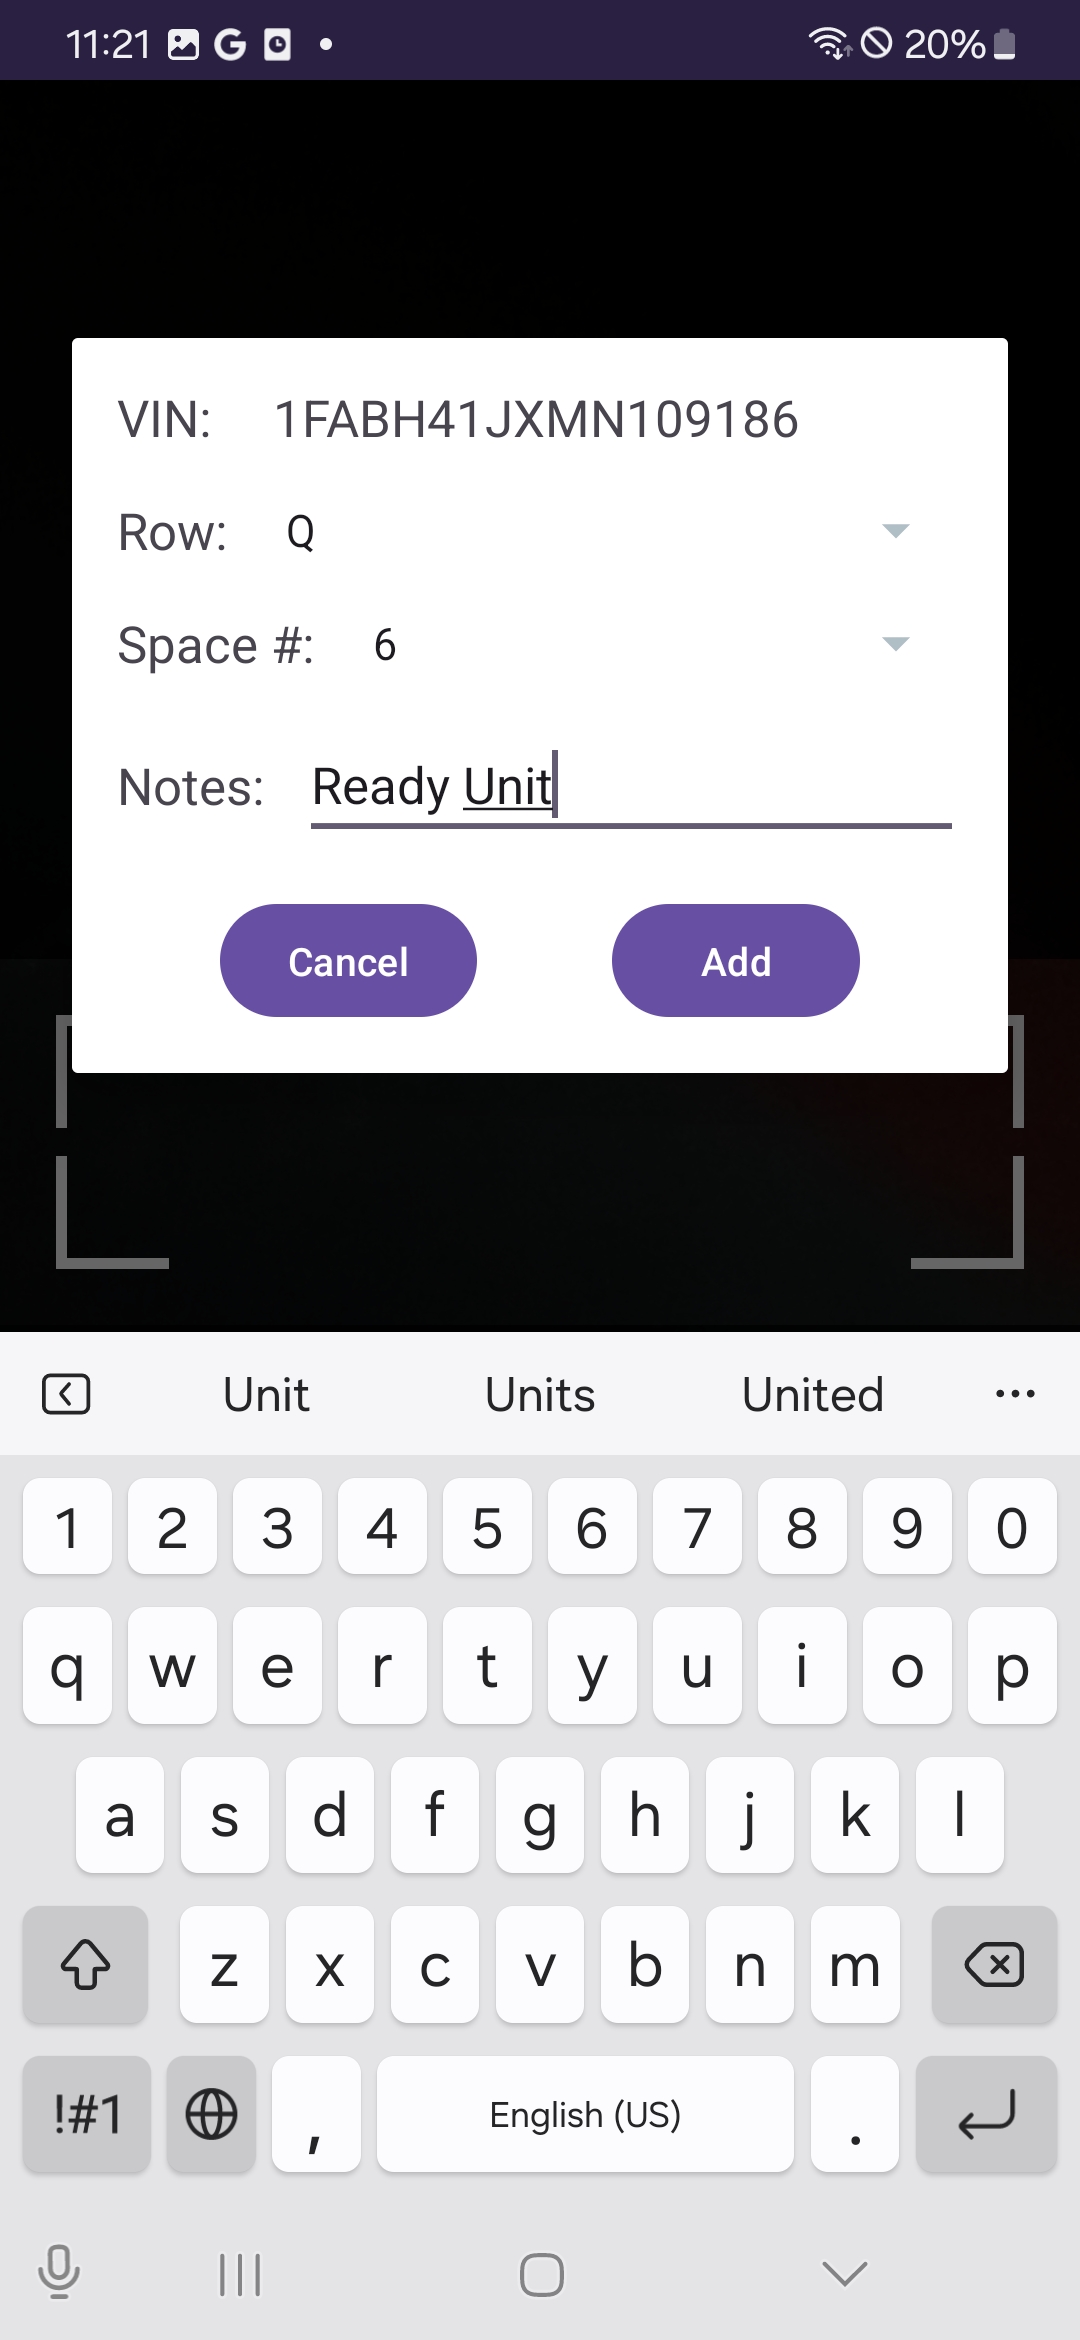 11:21 20%
VIN: 1FABH41JXMN109186
Row: Q
Space #: 6
Notes: Ready Unit
Cancel Add
Unit Units United
1 2 3 4 5 6 7 8 9 0
q w e r t y u i o p
a s d f g h j k l
z x c v b n m
!#1 , English (US) .